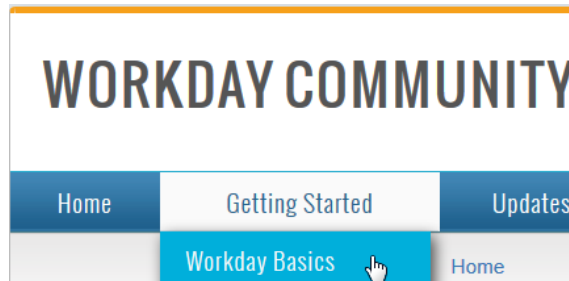 WORKDAY COMMUNITY
Home Getting Started Updates
Workday Basics Home